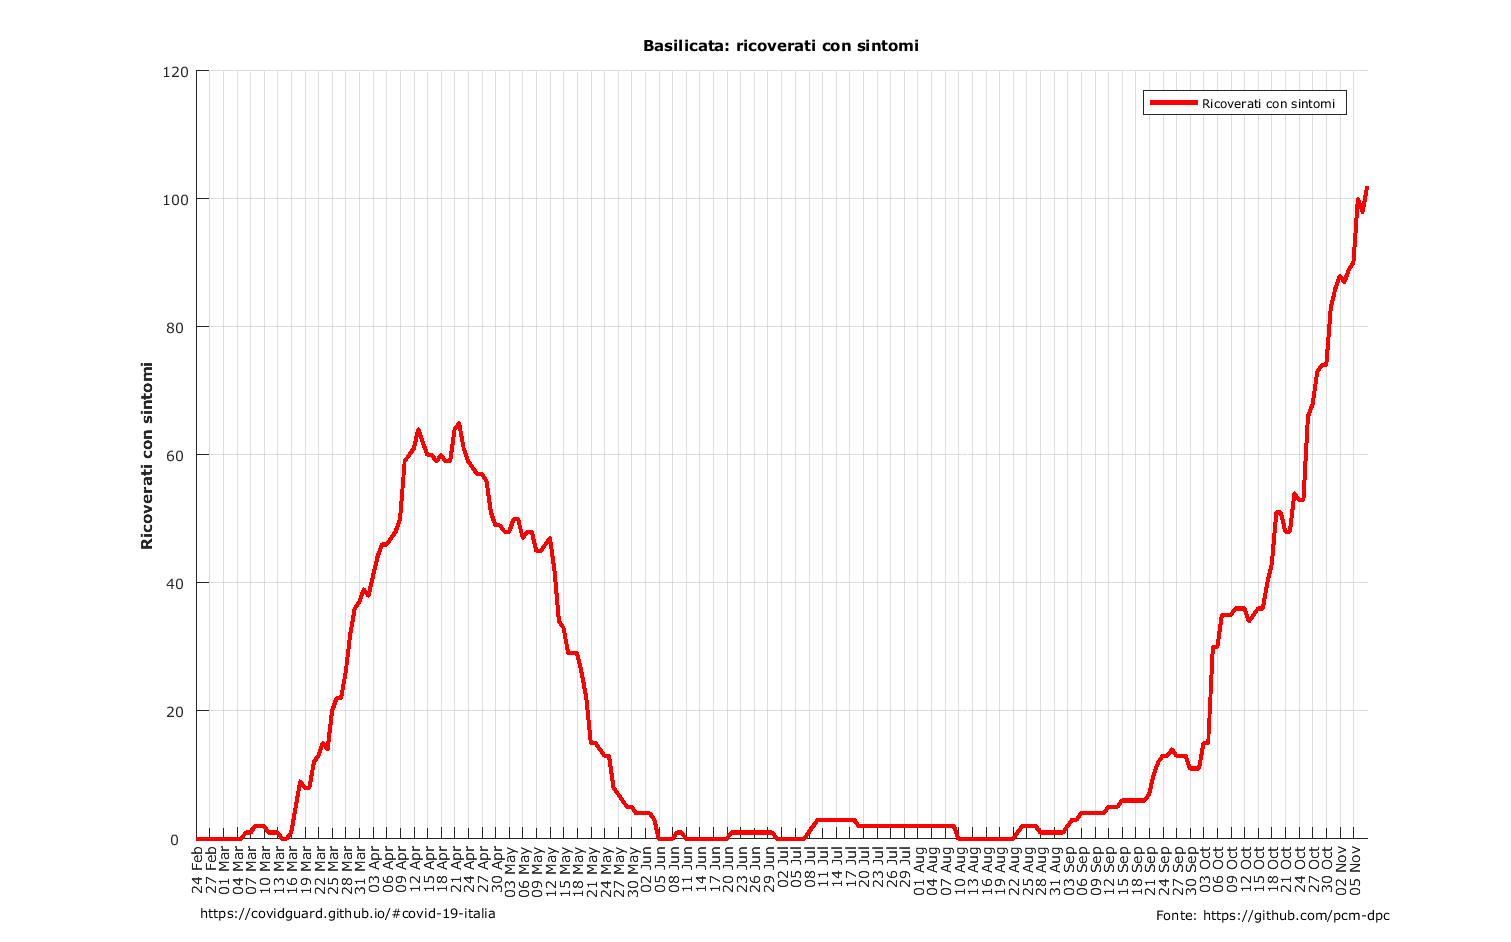 Basilicata: ricoverati con sintomi
120
100
80
60
40
20
0
Ricoverati con sintomi
Ricoverati con sintomi
24 Feb
27 Feb
01 Mar
04 Mar
07 Mar
10 Mar
13 Mar
16 Mar
19 Mar
22 Mar
25 Mar
28 Mar
31 Mar
03 Apr
06 Apr
09 Apr
12 Apr
15 Apr
18 Apr
21 Apr
24 Apr
27 Apr
30 Apr
03 May
06 May
09 May
12 May
15 May
18 May
21 May
24 May
27 May
30 May
02 Jun
05 Jun
08 Jun
11 Jun
14 Jun
17 Jun
20 Jun
23 Jun
26 Jun
29 Jun
02 Jul
05 Jul
08 Jul
11 Jul
14 Jul
17 Jul
20 Jul
23 Jul
26 Jul
29 Jul
01 Aug
04 Aug
07 Aug
10 Aug
13 Aug
16 Aug
19 Aug
22 Aug
25 Aug
28 Aug
31 Aug
03 Sep
06 Sep
09 Sep
12 Sep
15 Sep
18 Sep
21 Sep
24 Sep
27 Sep
30 Sep
03 Oct
06 Oct
09 Oct
12 Oct
15 Oct
18 Oct
21 Oct
24 Oct
27 Oct
30 Oct
02 Nov
05 Nov
https://covidguard.github.io/#covid-19-italia
Fonte: https://github.com/pcm-dpc